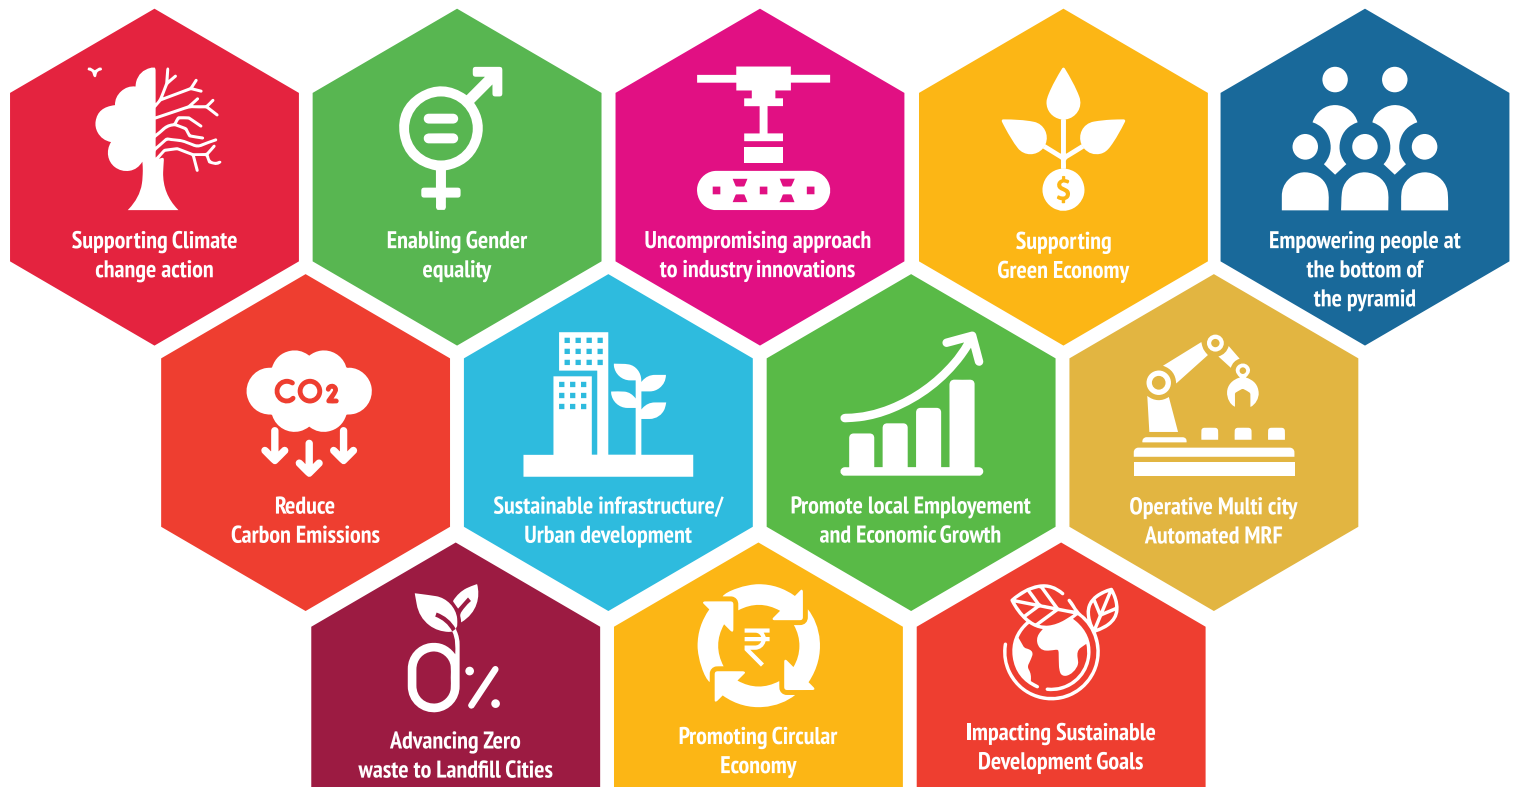 Supporting Climate
change action
Enabling Gender
equality
Uncompromising approach
to industry innovations
$
Supporting
Green Economy
Empowering people at
the bottom of
the pyramid
CO2
Reduce
Carbon Emissions
Sustainable infrastructure/
Urban development
Promote local Employement
and Economic Growth
Operative Multi city
Automated MRF
0%
Advancing Zero
waste to Landfill Cities
₹
Promoting Circular
Economy
Impacting Sustainable
Development Goals